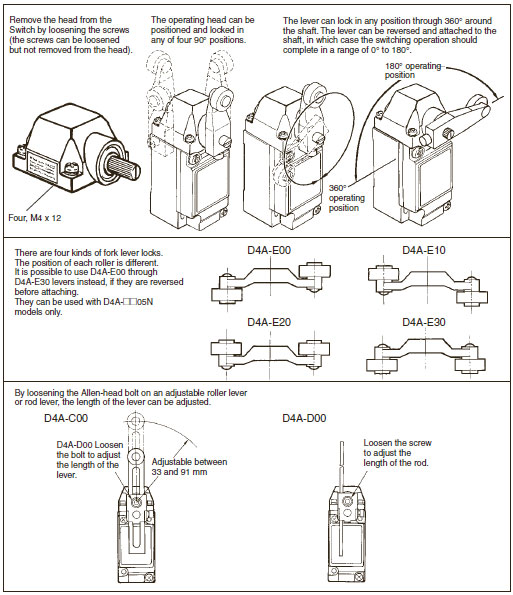 Remove the head from the
Switch by loosening the screws
(the screws can be loosened
but not removed from the head).
The operating head can be
positioned and locked in
any of four 90° positions.
The lever can lock in any position through 360° around
the shaft. The lever can be reversed and attached to the
shaft, in which case the switching operation should
complete in a range of 0° to 180°.
180° operating
position
360°
operating
position
Four, M4 x 12
There are four kinds of fork lever locks.
The position of each roller is different.
It is possible to use D4A-E00 through
D4A-E30 levers instead, if they are reversed
before attaching.
They can be used with D4A-□□05N
models only.
D4A-E00
D4A-E10
D4A-E20
D4A-E30
By loosening the Allen-head bolt on an adjustable roller lever
or rod lever, the length of the lever can be adjusted.
D4A-C00
D4A-D00 Loosen
the bolt to adjust
the length of the
lever.
Adjustable between
33 and 91 mm
D4A-D00
Loosen the screw
to adjust the
length of the rod.